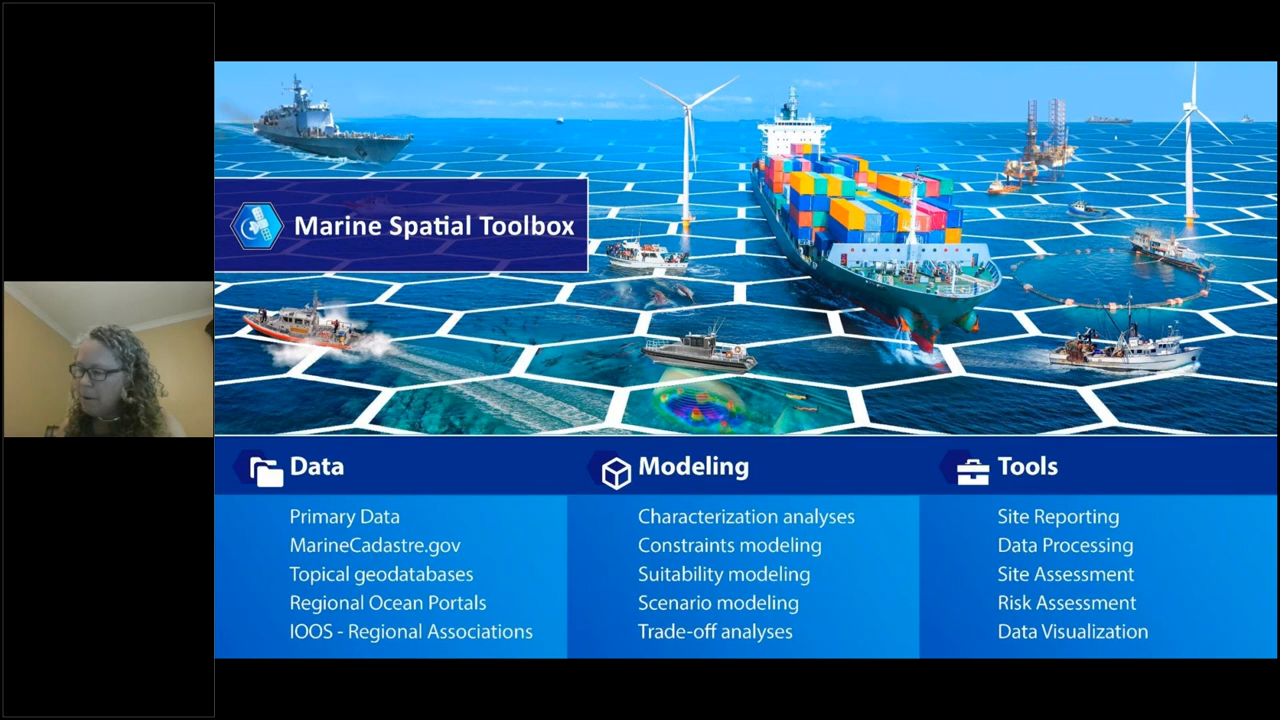 Marine Spatial Toolbox
Data
Primary Data
MarineCadastre.gov
Topical geodatabases
Regional Ocean Portals
IOOS - Regional Associations
Modeling
Characterization analyses
Constraints modeling
Suitability modeling
Scenario modeling
Trade-off analyses
Tools
Site Reporting
Data Processing
Site Assessment
Risk Assessment
Data Visualization